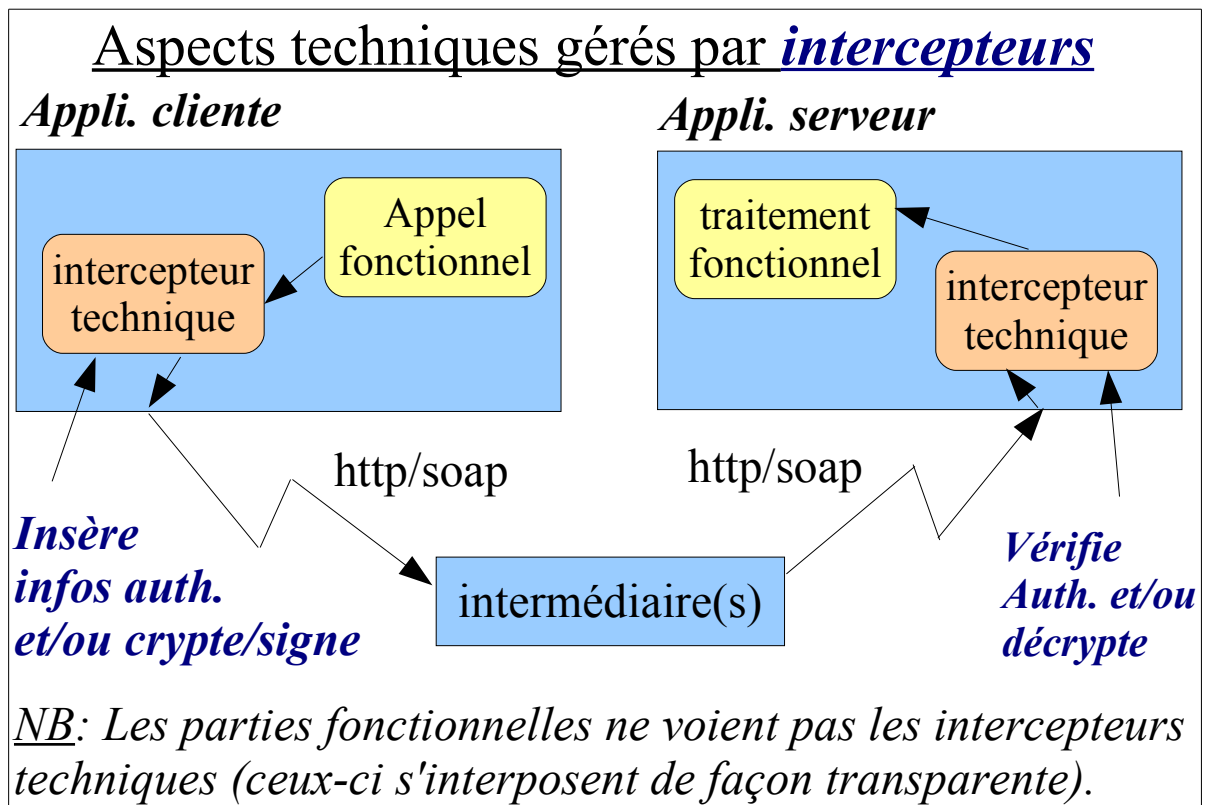 Aspects techniques gérés par intercepteurs
Appli. cliente
Appli. serveur
Appel
fonctionnel
intercepteur
technique
traitement
fonctionnel
intercepteur
technique
http/soap
http/soap
Insère
infos auth.
et/ou crypte/signe
intermédiaire(s)
Vérifie
Auth. et/ou
décrypte
NB: Les parties fonctionnelles ne voient pas les intercepteurs
techniques (ceux-ci s'interposent de façon transparente).